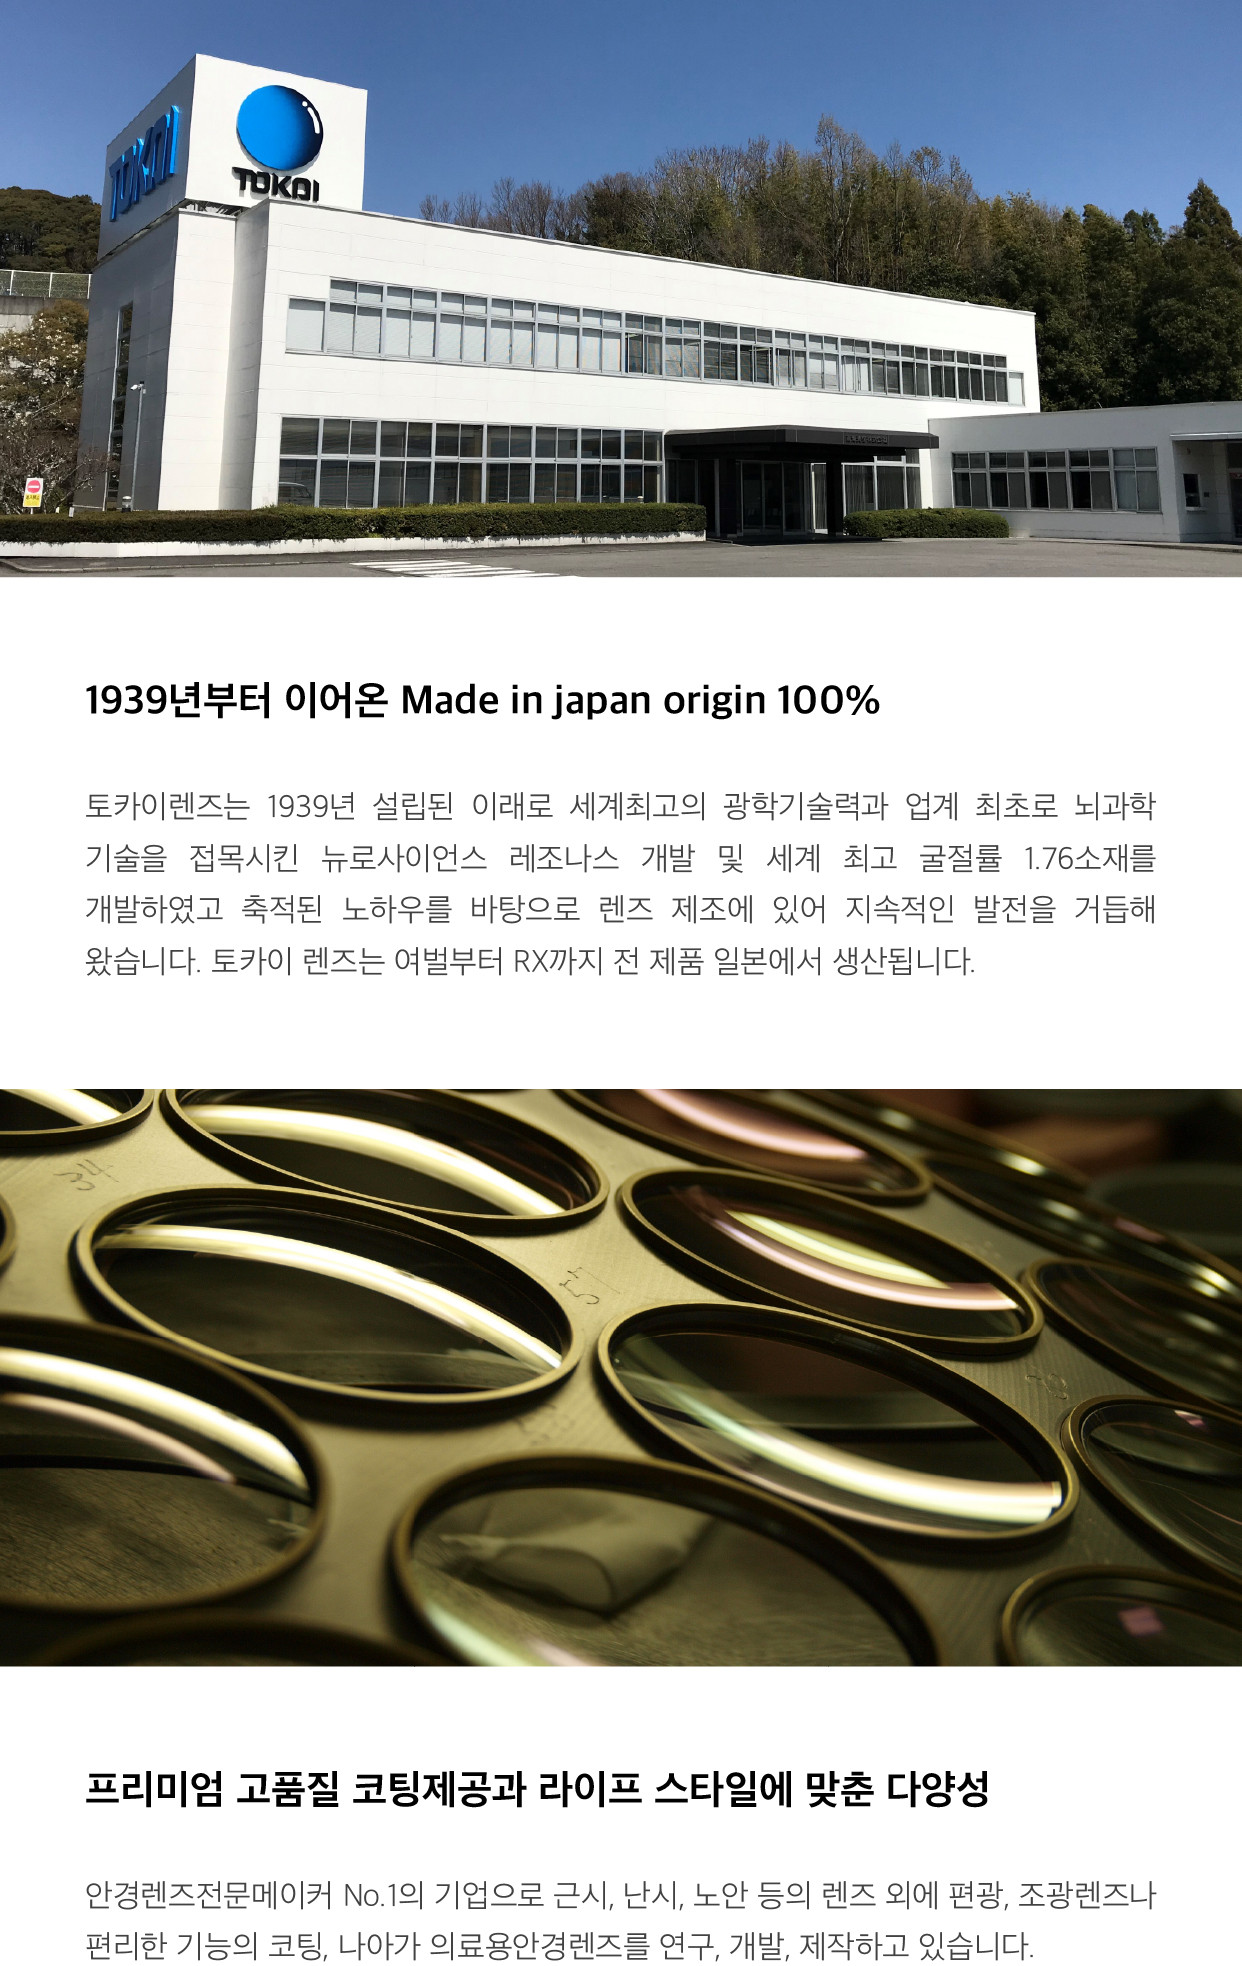 TOKAI
TOKAI
1939년부터 이어온 Made in japan origin 100%
토카이렌즈는 1939년 설립된 이래로 세계최고의 광학기술력과 업계 최초로 뇌과학
기술을 접목시킨 뉴로사이언스 레조나스 개발 및 세계 최고 굴절률 1.76소재를
개발하였고 축적된 노하우를 바탕으로 렌즈 제조에 있어 지속적인 발전을 거듭해
왔습니다. 토카이 렌즈는 여벌부터 RX까지 전 제품 일본에서 생산됩니다.
34
프리미엄 고품질 코팅제공과 라이프 스타일에 맞춘 다양성
안경렌즈전문메이커 No.1의 기업으로 근시, 난시, 노안 등의 렌즈 외에 편광, 조광렌즈나
편리한 기능의 코팅, 나아가 의료용안경렌즈를 연구, 개발, 제작하고 있습니다.